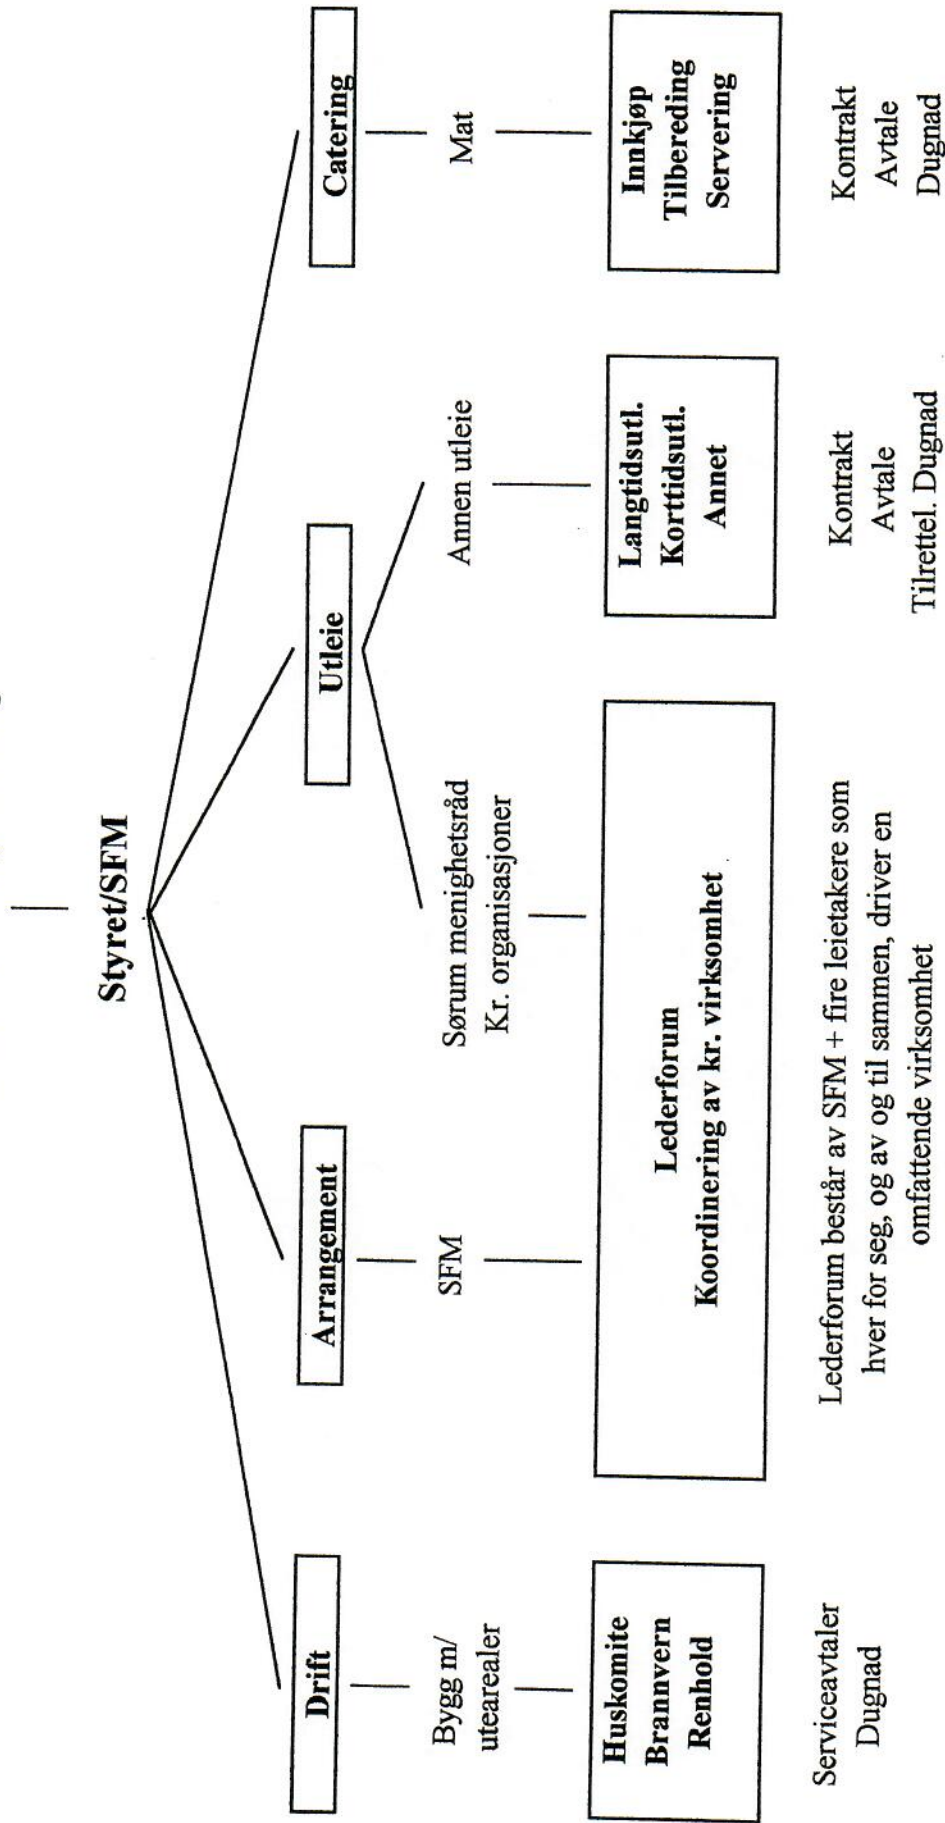 Styret/SFM
Drift
Arrangement
Utleie
Catering
Bygg m/
utearealer
SFM
Sørum menighetsråd
Kr. organisasjoner
Annen utleie
Mat
Huskomite
Brannvern
Renhold
Lederforum
Koordinering av kr. virksomhet
Langtidsutl.
Korttidsutl.
Annet
Innkjøp
Tilbereding
Servering
Serviceavtaler
Dugnad
Lederforum består av SFM + fire leietakere som
hver for seg, og av og til sammen, driver en
omfattende virksomhet
Kontrakt
Avtale
Tilrettel. Dugnad
Kontrakt
Avtale
Dugnad